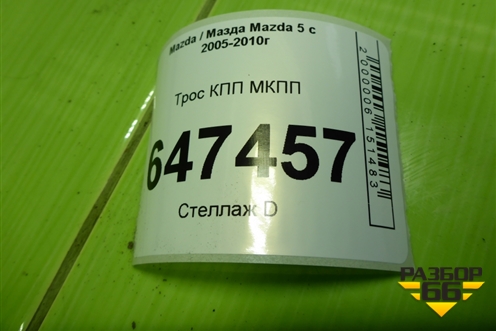 Mazda / Мазда Mazda 5 с
2005-2010г
Трос КПП МКПП
647457
Стеллаж D
2000006151483
РАЗБОР
66